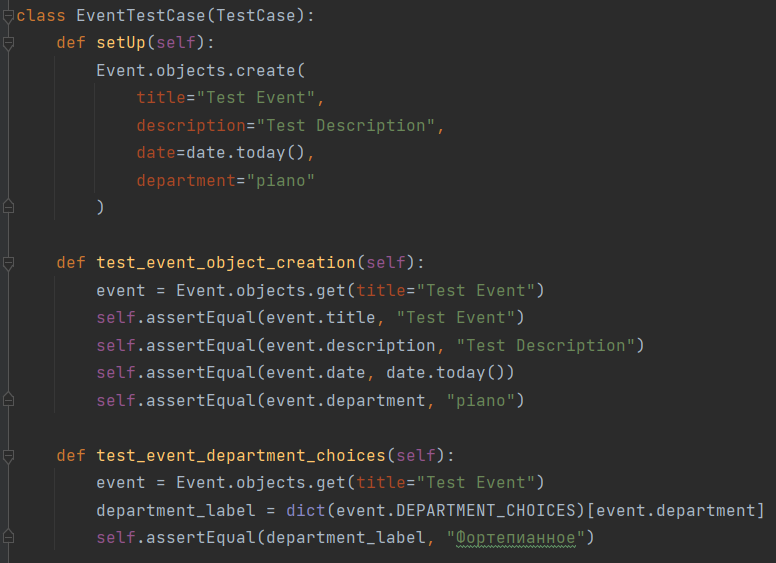 class EventTestCase(TestCase):
    def setUp(self):
        Event.objects.create(
            title="Test Event",
            description="Test Description",
            date=date.today(),
            department="piano"
        )

    def test_event_object_creation(self):
        event = Event.objects.get(title="Test Event")
        self.assertEqual(event.title, "Test Event")
        self.assertEqual(event.description, "Test Description")
        self.assertEqual(event.date, date.today())
        self.assertEqual(event.department, "piano")

    def test_event_department_choices(self):
        event = Event.objects.get(title="Test Event")
        department_label = dict(event.DEPARTMENT_CHOICES)[event.department]
        self.assertEqual(department_label, "Фортепианное")